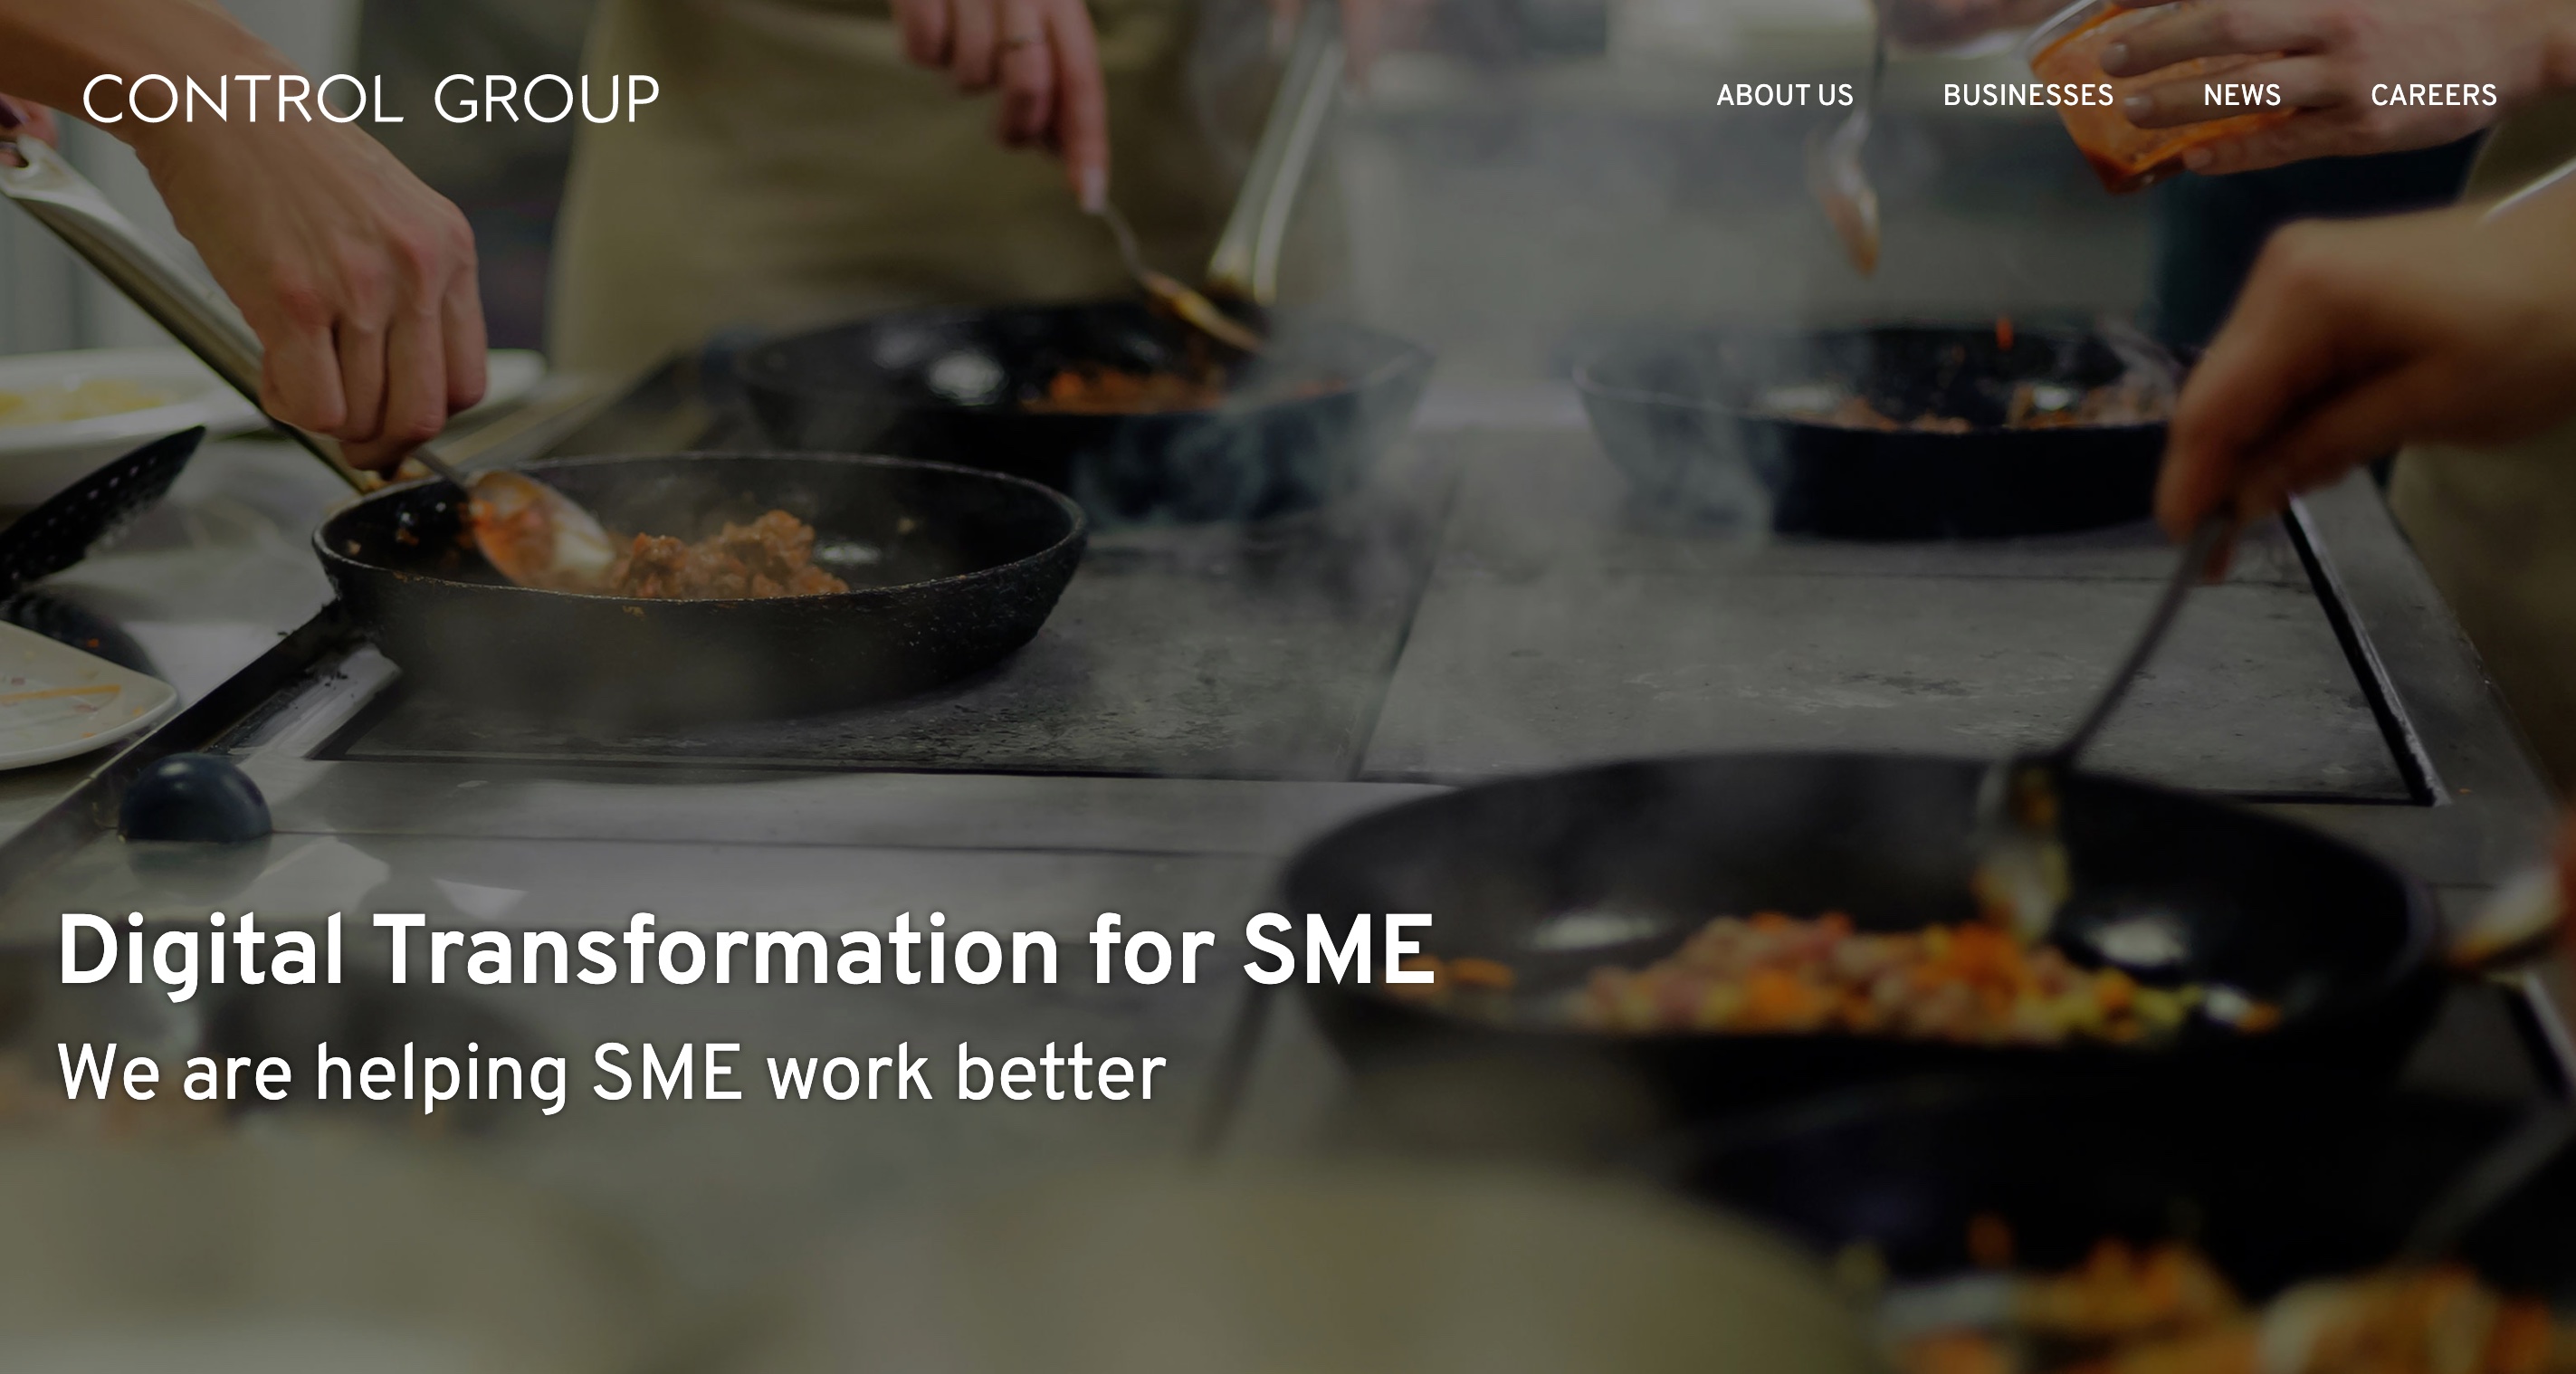 CONTROL GROUP
ABOUT US BUSINESSES NEWS CAREERS
Digital Transformation for SME
We are helping SME work better